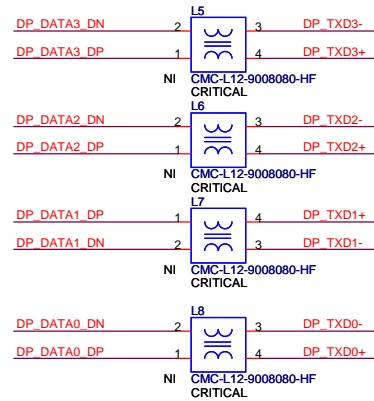 L5
DP_DATA3_DN 2 3 DP_TXD3-
DP_DATA3_DP 1 4 DP_TXD3+
NI CMC-L12-9008080-HF
CRITICAL
L6
DP_DATA2_DN 2 3 DP_TXD2-
DP_DATA2_DP 1 4 DP_TXD2+
NI CMC-L12-9008080-HF
CRITICAL
L7
DP_DATA1_DP 1 4 DP_TXD1+
DP_DATA1_DN 2 3 DP_TXD1-
NI CMC-L12-9008080-HF
CRITICAL
L8
DP_DATA0_DN 2 3 DP_TXD0-
DP_DATA0_DP 1 4 DP_TXD0+
NI CMC-L12-9008080-HF
CRITICAL